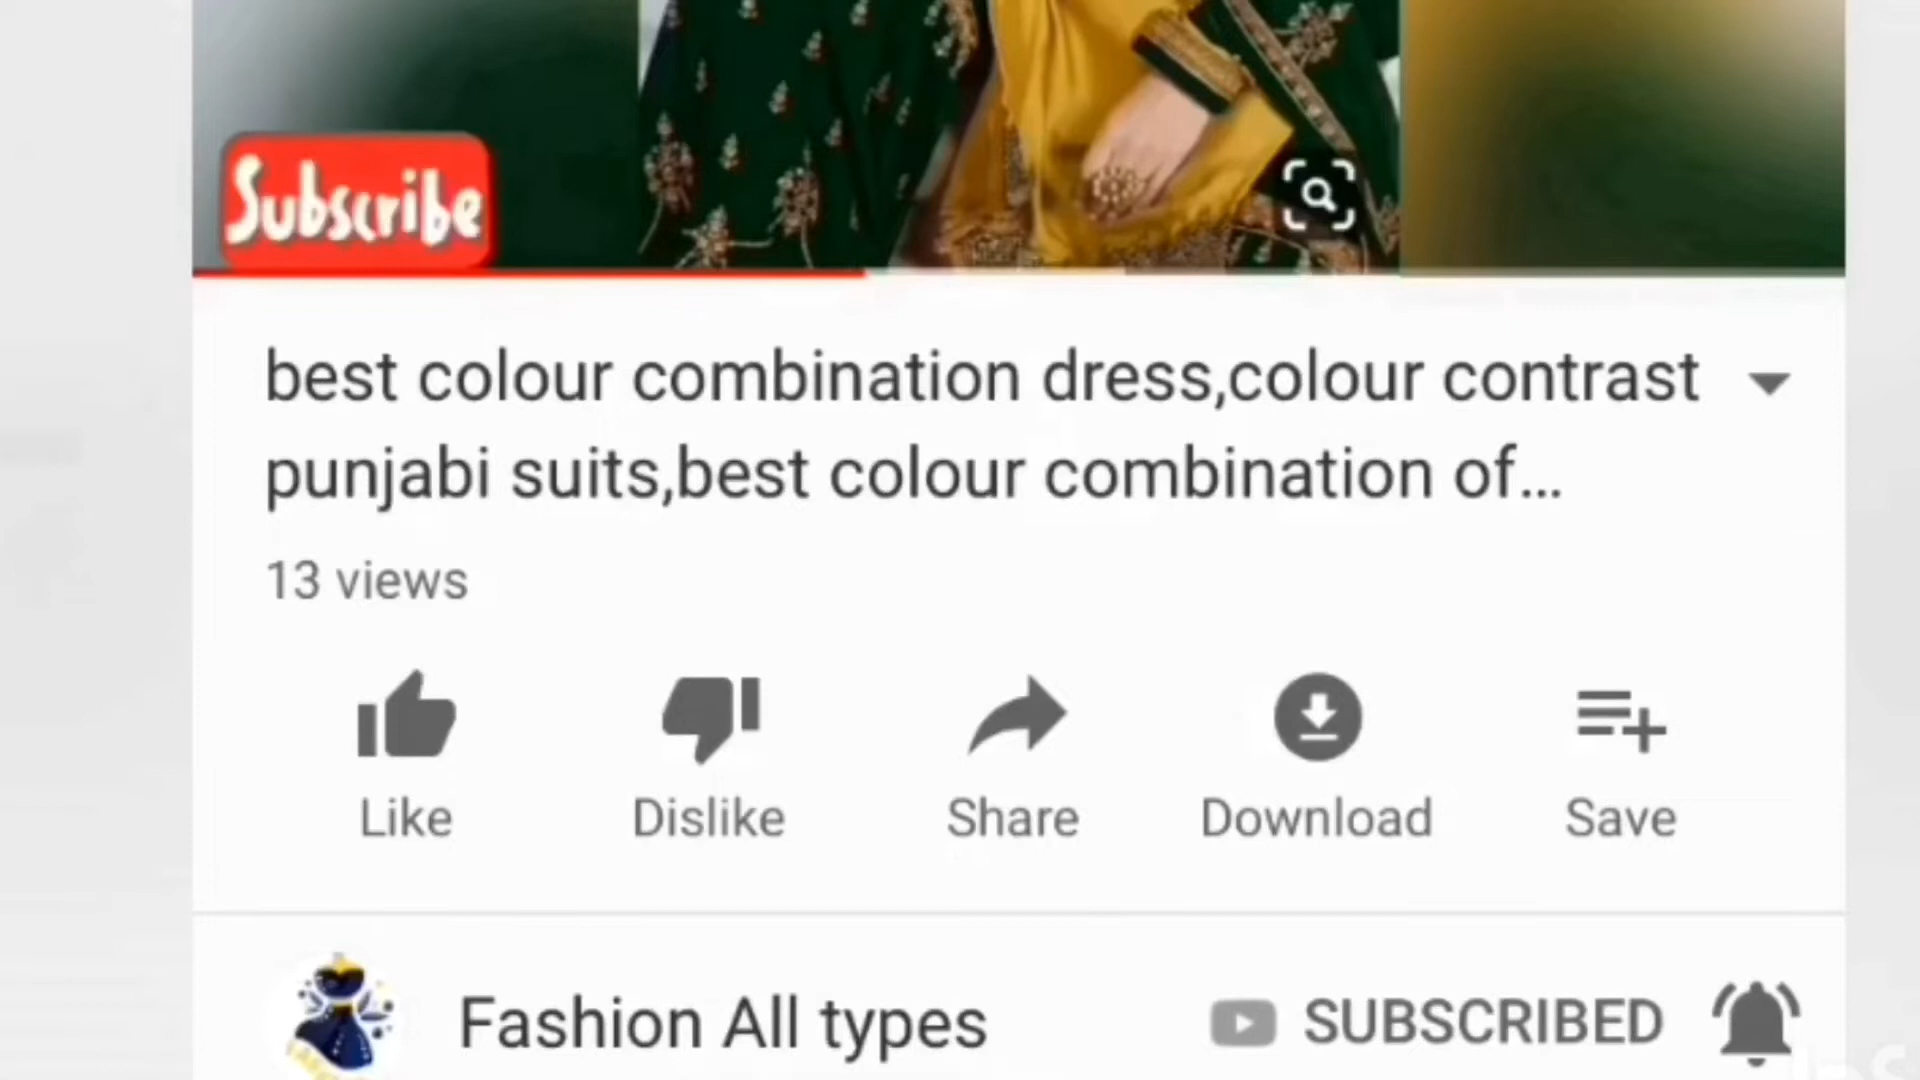 Subscribe
best colour combination dress,colour contrast
punjabi suits,best colour combination of...
13 views
Like Dislike Share Download Save
Fashion All types SUBSCRIBED